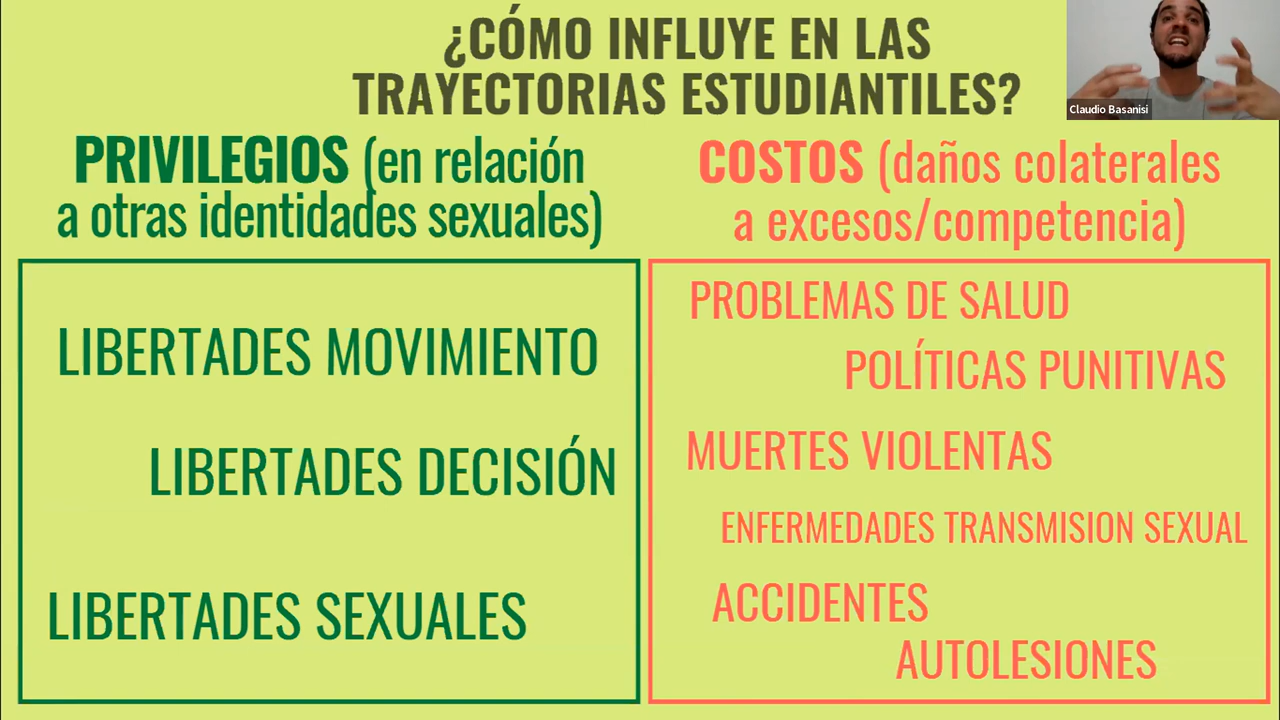 ¿CÓMO INFLUYE EN LAS
TRAYECTORIAS ESTUDIANTILES?
Claudio Basanisi
PRIVILEGIOS (en relación
a otras identidades sexuales)
LIBERTADES MOVIMIENTO
LIBERTADES DECISIÓN
LIBERTADES SEXUALES
COSTOS (daños colaterales
a excesos/competencia)
PROBLEMAS DE SALUD
POLÍTICAS PUNITIVAS
MUERTES VIOLENTAS
ENFERMEDADES TRANSMISION SEXUAL
ACCIDENTES
AUTOLESIONES